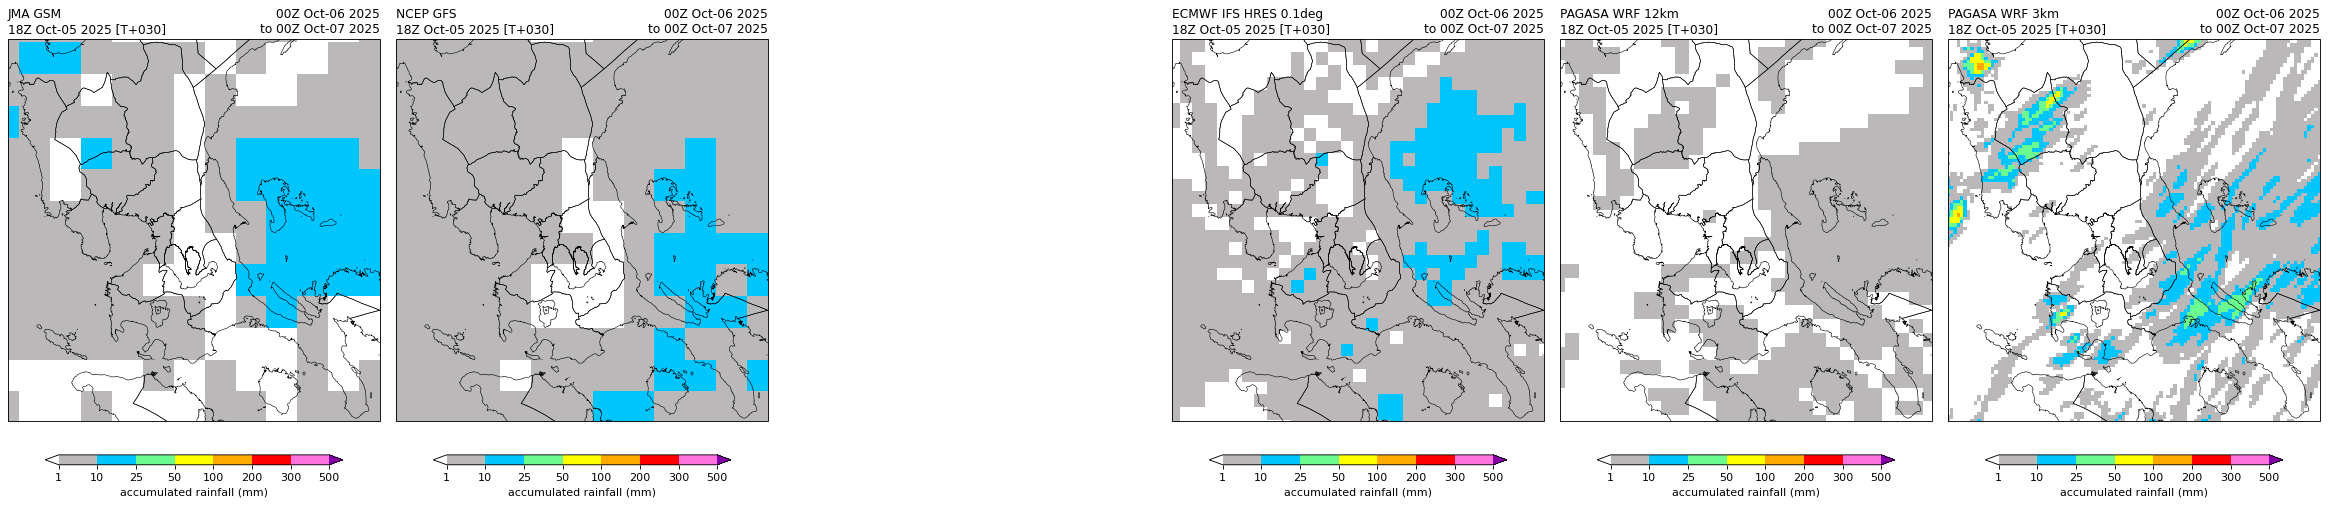 JMA GSM
00Z Oct-06 2025
18Z Oct-05 2025 [T+030]
to 00Z Oct-07 2025
NCEP GFS
00Z Oct-06 2025
18Z Oct-05 2025 [T+030]
to 00Z Oct-07 2025
ECMWF IFS HRES 0.1deg
00Z Oct-06 2025
18Z Oct-05 2025 [T+030]
to 00Z Oct-07 2025
PAGASA WRF 12km
00Z Oct-06 2025
18Z Oct-05 2025 [T+030]
to 00Z Oct-07 2025
PAGASA WRF 3km
00Z Oct-06 2025
18Z Oct-05 2025 [T+030]
to 00Z Oct-07 2025
1 10 25 50 100 200 300 500
accumulated rainfall (mm)
1 10 25 50 100 200 300 500
accumulated rainfall (mm)
1 10 25 50 100 200 300 500
accumulated rainfall (mm)
1 10 25 50 100 200 300 500
accumulated rainfall (mm)
1 10 25 50 100 200 300 500
accumulated rainfall (mm)